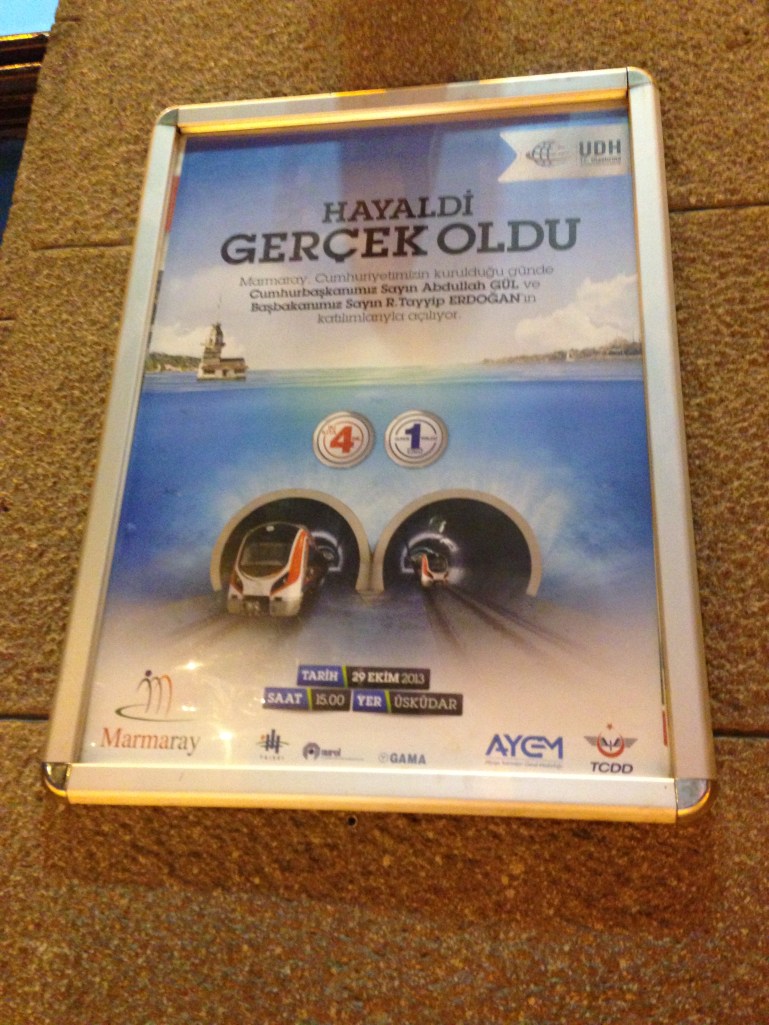 UDH
HAYALDİ
GERÇEK OLDU
Marmaray, Cumhuriyetimizin kurulduğu günde
Cumhurbaşkanımız Sayın Abdullah GÜL ve
Başbakanımız Sayın R. Tayyip ERDOĞAN'ın
katılımlarıyla açılıyor.
4
1
TARİH 29 EKİM 2013
SAAT 15.00 YER ÜSKÜDAR
Marmaray
GAMA
AYGM
TCDD